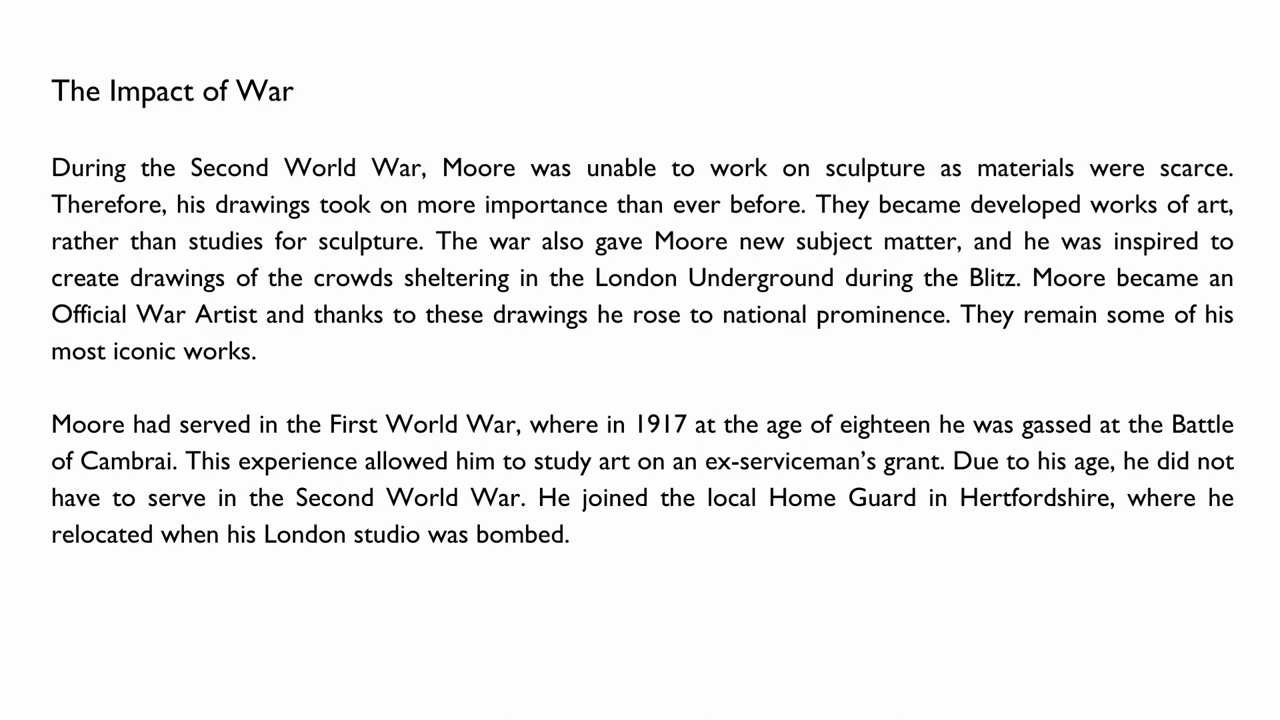 The Impact of War
During the Second World War, Moore was unable to work on sculpture as materials were scarce.
Therefore, his drawings took on more importance than ever before. They became developed works of art,
rather than studies for sculpture. The war also gave Moore new subject matter, and he was inspired to
create drawings of the crowds sheltering in the London Underground during the Blitz. Moore became an
Official War Artist and thanks to these drawings he rose to national prominence. They remain some of his
most iconic works.
Moore had served in the First World War, where in 1917 at the age of eighteen he was gassed at the Battle
of Cambrai. This experience allowed him to study art on an ex-serviceman’s grant. Due to his age, he did not
have to serve in the Second World War. He joined the local Home Guard in Hertfordshire, where he
relocated when his London studio was bombed.